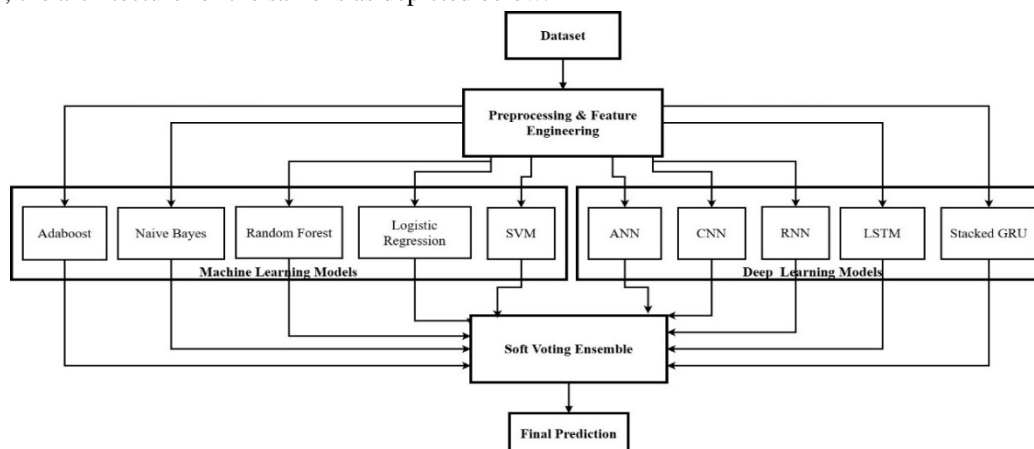 Dataset
Preprocessing & Feature
Engineering
Adaboost
Naive Bayes
Random Forest
Logistic
Regression
SVM
ANN
CNN
RNN
LSTM
Stacked GRU
Machine Learning Models
Deep Learning Models
Soft Voting Ensemble
Final Prediction